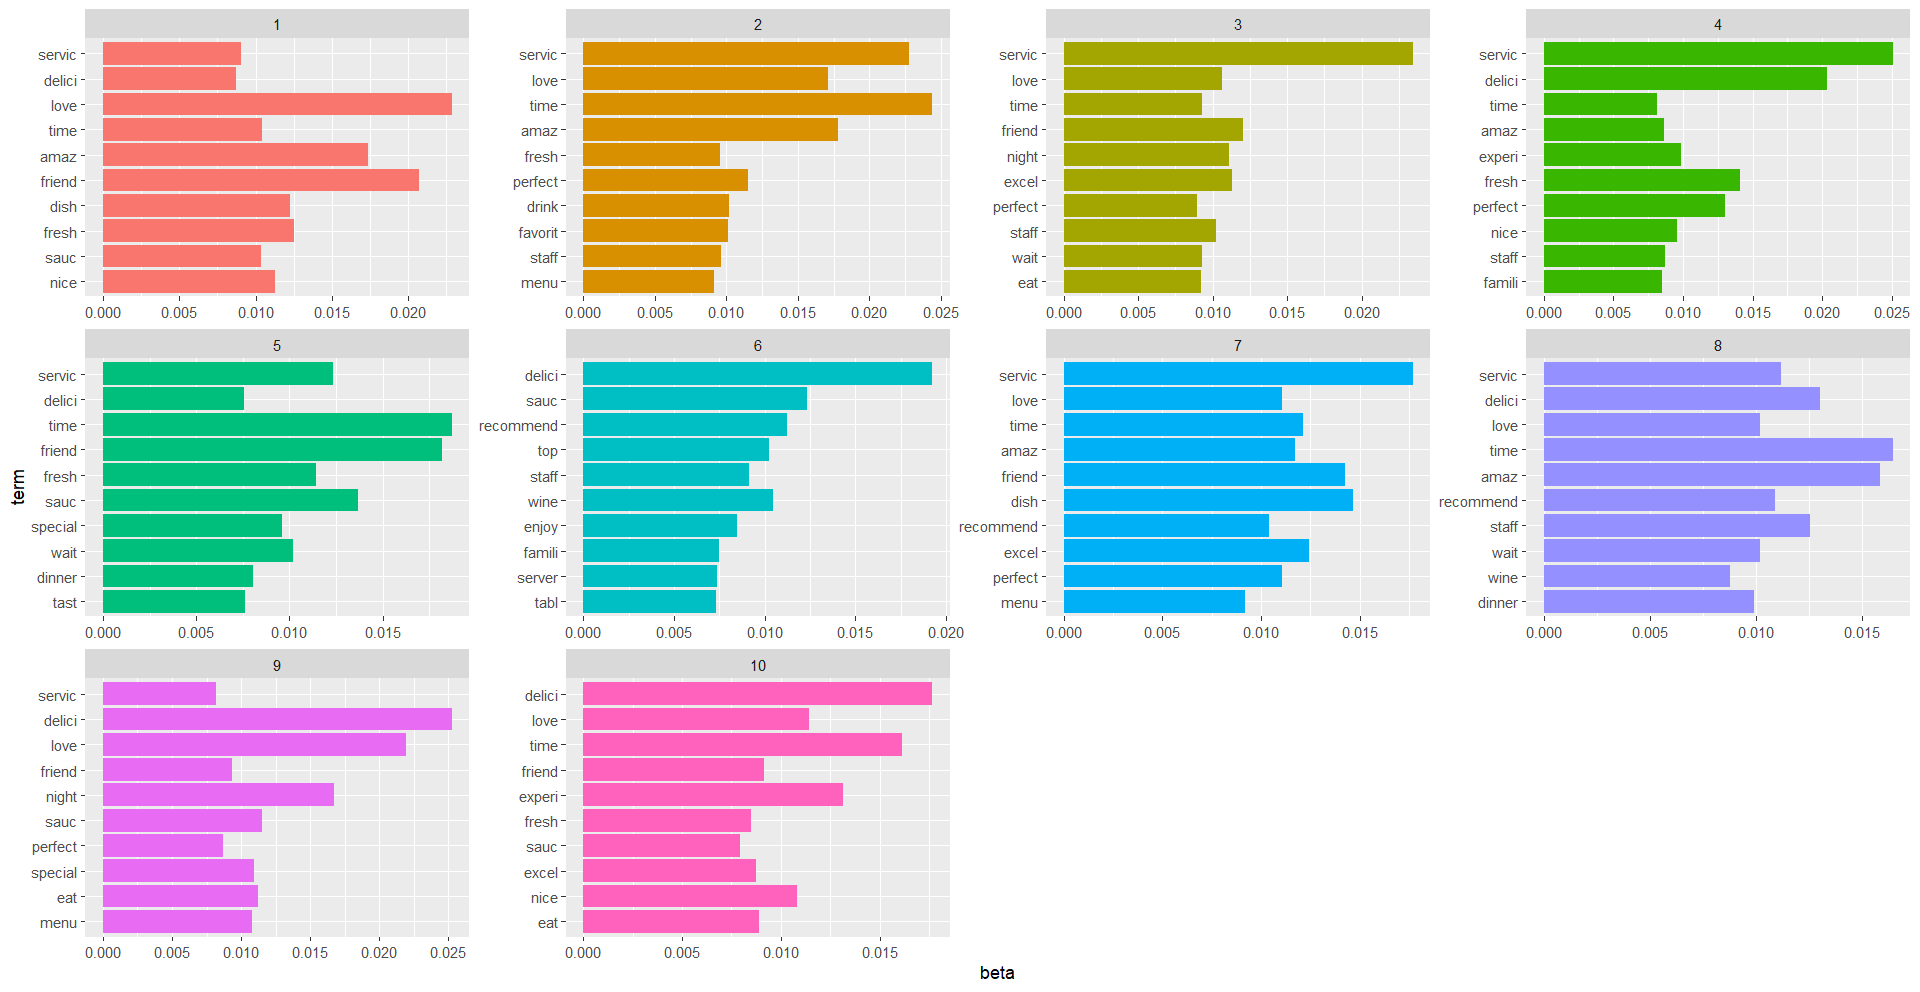 1
servic
delici
love
time
amaz
friend
dish
fresh
sauc
nice
0.000 0.005 0.010 0.015 0.020
2
servic
love
time
amaz
fresh
perfect
drink
favorit
staff
menu
0.000 0.005 0.010 0.015 0.020 0.025
3
servic
love
time
friend
night
excel
perfect
staff
wait
eat
0.000 0.005 0.010 0.015 0.020
4
servic
delici
time
amaz
experi
fresh
perfect
nice
staff
famili
0.000 0.005 0.010 0.015 0.020 0.025
term
5
servic
delici
time
friend
fresh
sauc
special
wait
dinner
tast
0.000 0.005 0.010 0.015
6
delici
sauc
recommend
top
staff
wine
enjoy
famili
server
tabl
0.000 0.005 0.010 0.015 0.020
7
servic
love
time
amaz
friend
dish
recommend
excel
perfect
menu
0.000 0.005 0.010 0.015
8
servic
delici
love
time
amaz
recommend
staff
wait
wine
dinner
0.000 0.005 0.010 0.015
9
servic
delici
love
friend
night
sauc
perfect
special
eat
menu
0.000 0.005 0.010 0.015 0.020 0.025
10
delici
love
time
friend
experi
fresh
sauc
excel
nice
eat
0.000 0.005 0.010 0.015
beta